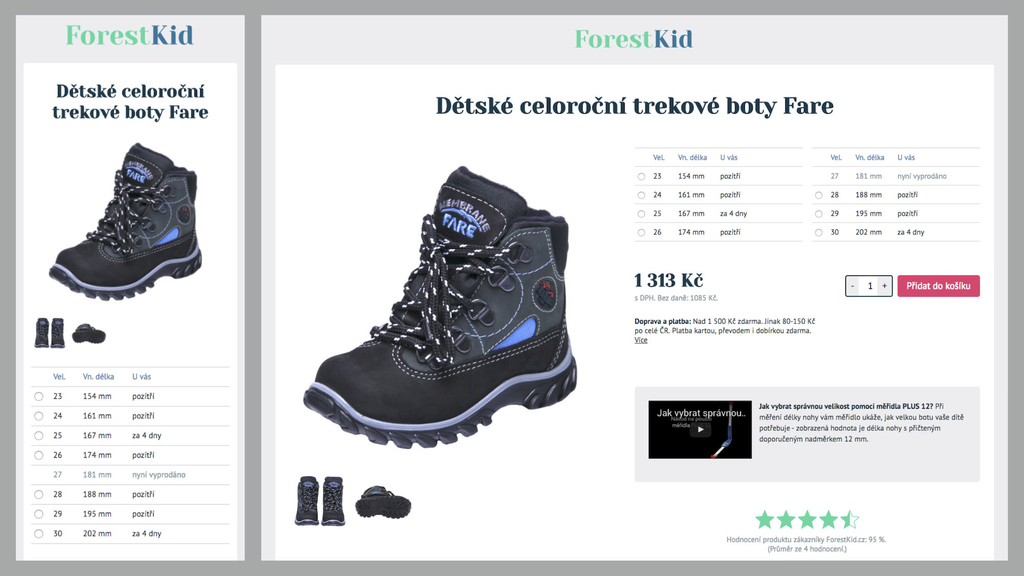 ForestKid
Dětské celoroční
trekové boty Fare
MEMBRANE
FARE
Vel. Vn. délka U vás
23 154 mm pozítří
24 161 mm pozítří
25 167 mm za 4 dny
26 174 mm pozítří
27 181 mm nyní vyprodáno
28 188 mm pozítří
29 195 mm pozítří
30 202 mm za 4 dny
ForestKid
Dětské celoroční trekové boty Fare
MEMBRANE
FARE
Vel. Vn. délka U vás
23 154 mm pozítří
24 161 mm pozítří
25 167 mm za 4 dny
26 174 mm pozítří
Vel. Vn. délka U vás
27 181 mm nyní vyprodáno
28 188 mm pozítří
29 195 mm pozítří
30 202 mm za 4 dny
1 313 Kč
s DPH. Bez daně: 1085 Kč.
- 1 +
Přidat do košíku
Doprava a platba: Nad 1 500 Kč zdarma. Jinak 80-150 Kč
po celé ČR. Platba kartou, převodem i dobírkou zdarma.
Více
Jak vybrat správnou..
Návod na použití
měřidla
Jak vybrat správnou velikost pomocí měřidla PLUS 12? Při
měření délky nohy vám měřidlo ukáže, jak velkou botu vaše dítě
potřebuje - zobrazená hodnota je délka nohy s přičteným
doporučeným nadměrkem 12 mm.
Hodnocení produktu zákazníky ForestKid.cz: 95 %.
(Průměr ze 4 hodnocení.)